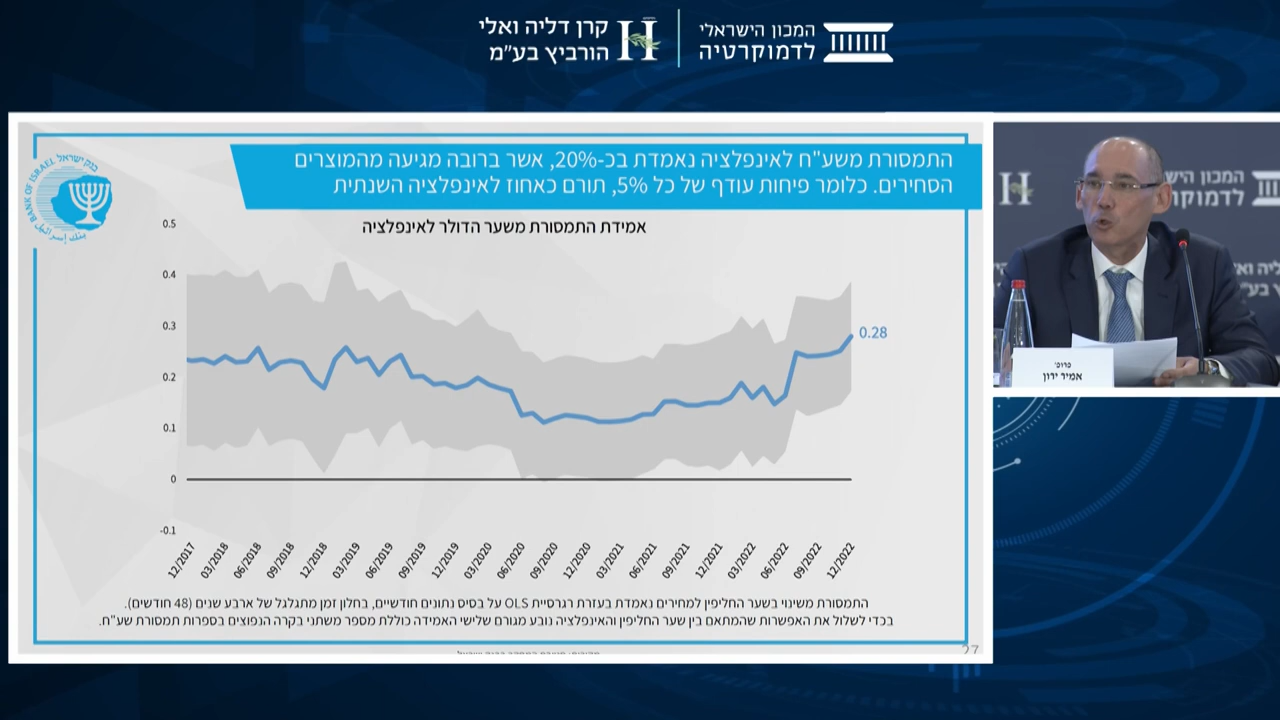 המכון הישראלי
לדמוקרטיה
קרן דליה ואלי
הורביץ בע"מ
BANK OF ISRAEL בנק ישראל
بنك إسرائيل
התמסורת משע"ח לאינפלציה נאמדת בכ-20%, אשר ברובה מגיעה מהמוצרים
הסחירים. כלומר פיחות עודף של כל 5%, תורם כאחוז לאינפלציה השנתית
אמידת התמסורת משער הדולר לאינפלציה
0.5
0.4
0.3
0.2
0.1
0
-0.1
0.28
12/2017 03/2018 06/2018 09/2018 12/2018 03/2019 06/2019 09/2019 12/2019 03/2020 06/2020 09/2020 12/2020 03/2021 06/2021 09/2021 12/2021 03/2022 06/2022 09/2022 12/2022
התמסורת משינוי בשער החליפין למחירים נאמדת בעזרת רגרסיית OLS על בסיס נתונים חודשיים, בחלון זמן מתגלגל של ארבע שנים (48 חודשים).
בכדי לשלול את האפשרות שהמתאם בין שער החליפין והאינפלציה נובע מגורם שלישי האמידה כוללת מספר משתני בקרה הנפוצים בספרות תמסורת שע"ח.
27
המכון הישראלי
פרופ'
אמיר ירון